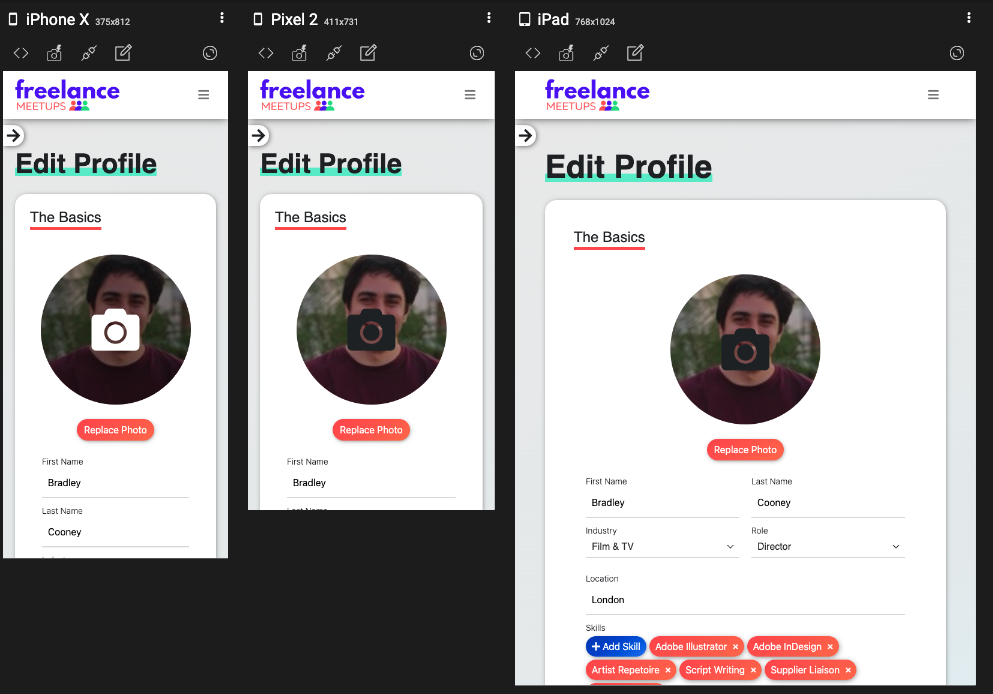 iPhone X 375x812
freelance
MEETUPS
Edit Profile
The Basics
Replace Photo
First Name
Bradley
Last Name
Cooney
Pixel 2 411x731
freelance
MEETUPS
Edit Profile
The Basics
Replace Photo
First Name
Bradley
Last Name
iPad 768x1024
freelance
MEETUPS
Edit Profile
The Basics
Replace Photo
First Name Last Name
Bradley Cooney
Industry Role
Film & TV Director
Location
London
Skills
+ Add Skill Adobe Illustrator × Adobe InDesign ×
Artist Repetoire × Script Writing × Supplier Liaison ×